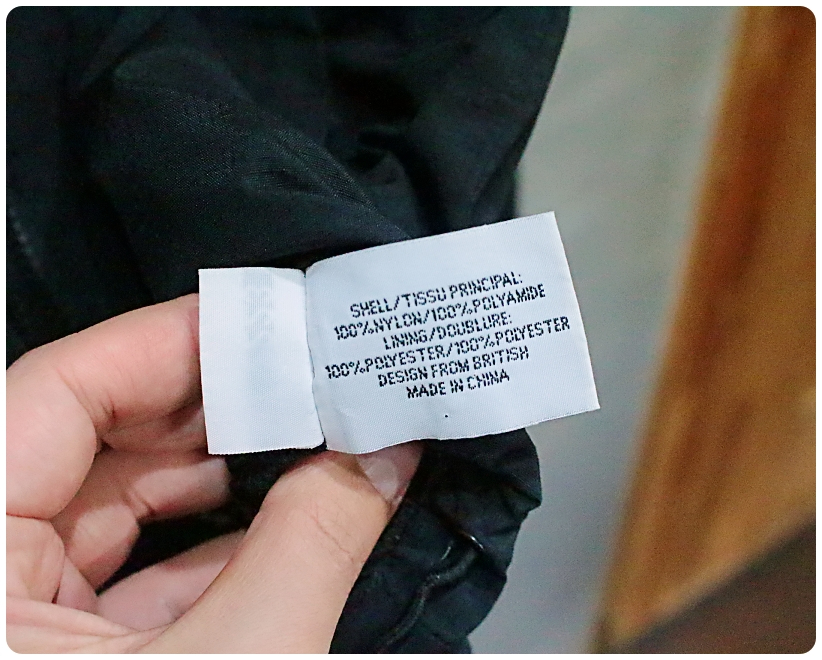 SHELL/TISSU PRINCIPAL:
100%NYLON/100%POLYAMIDE
LINING/DOUBLURE:
100%POLYESTER/100%POLYESTER
DESIGN FROM BRITISH
MADE IN CHINA